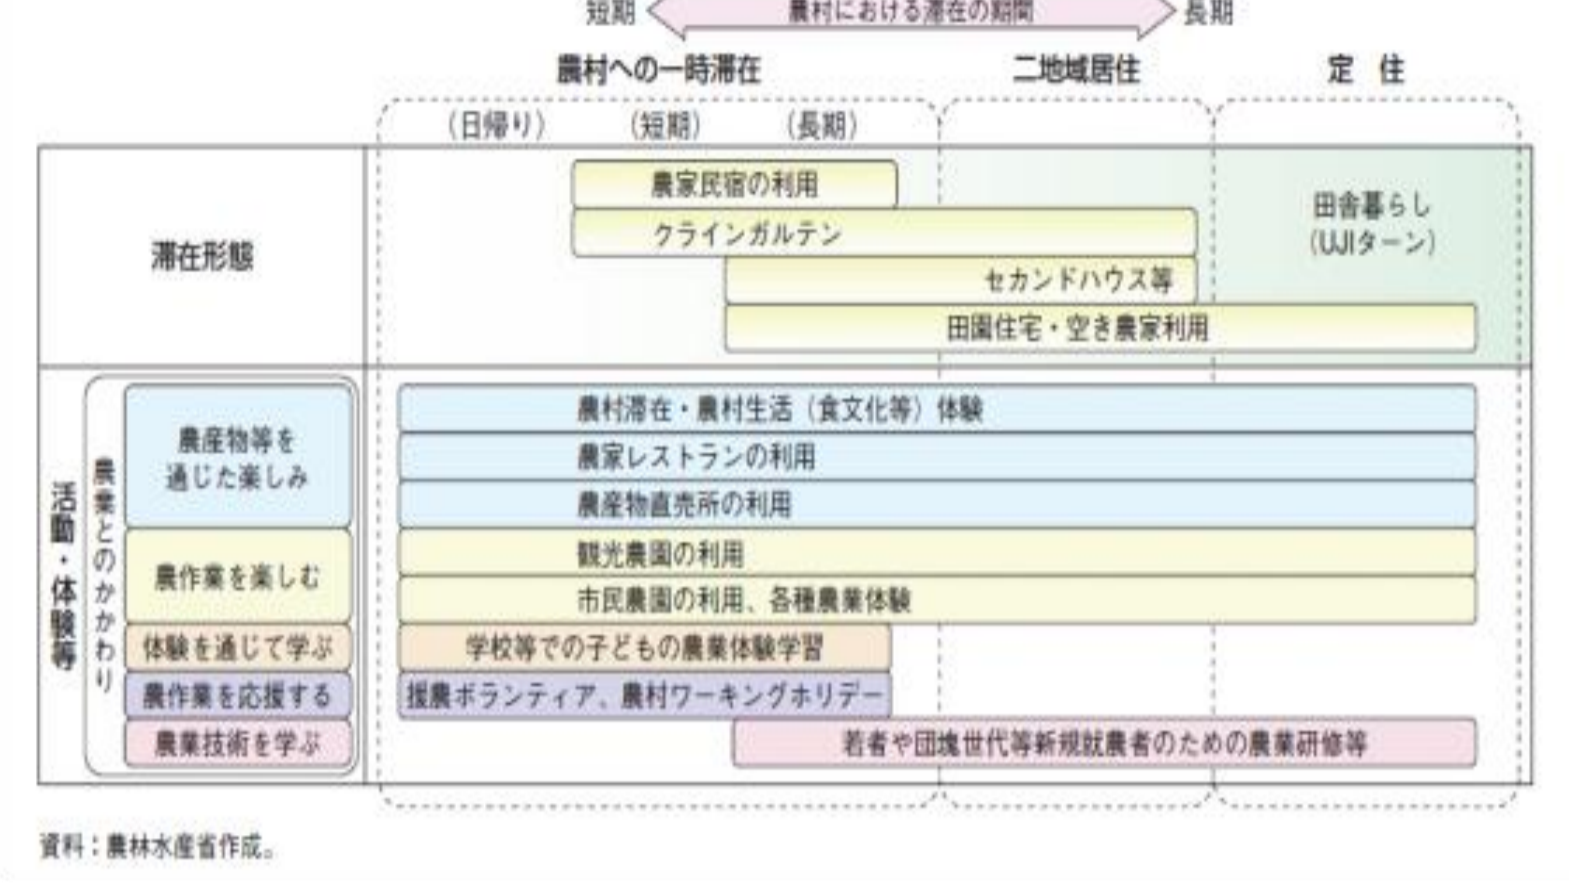 短期
農村における滞在の期間
長期
農村への一時滞在
二地域居住
定 住
（日帰り）
（短期）
（長期）
滞在形態
農家民宿の利用
クラインガルテン
セカンドハウス等
田園住宅・空き農家利用
田舎暮らし
（UJIターン）
活動・体験等
農業とのかかわり
農産物等を
通じた楽しみ
農村滞在・農村生活（食文化等）体験
農家レストランの利用
農産物直売所の利用
農作業を楽しむ
観光農園の利用
市民農園の利用、各種農業体験
体験を通じて学ぶ
学校等での子どもの農業体験学習
農作業を応援する
援農ボランティア、農村ワーキングホリデー
農業技術を学ぶ
若者や団塊世代等新規就農者のための農業研修等
資料：農林水産省作成。